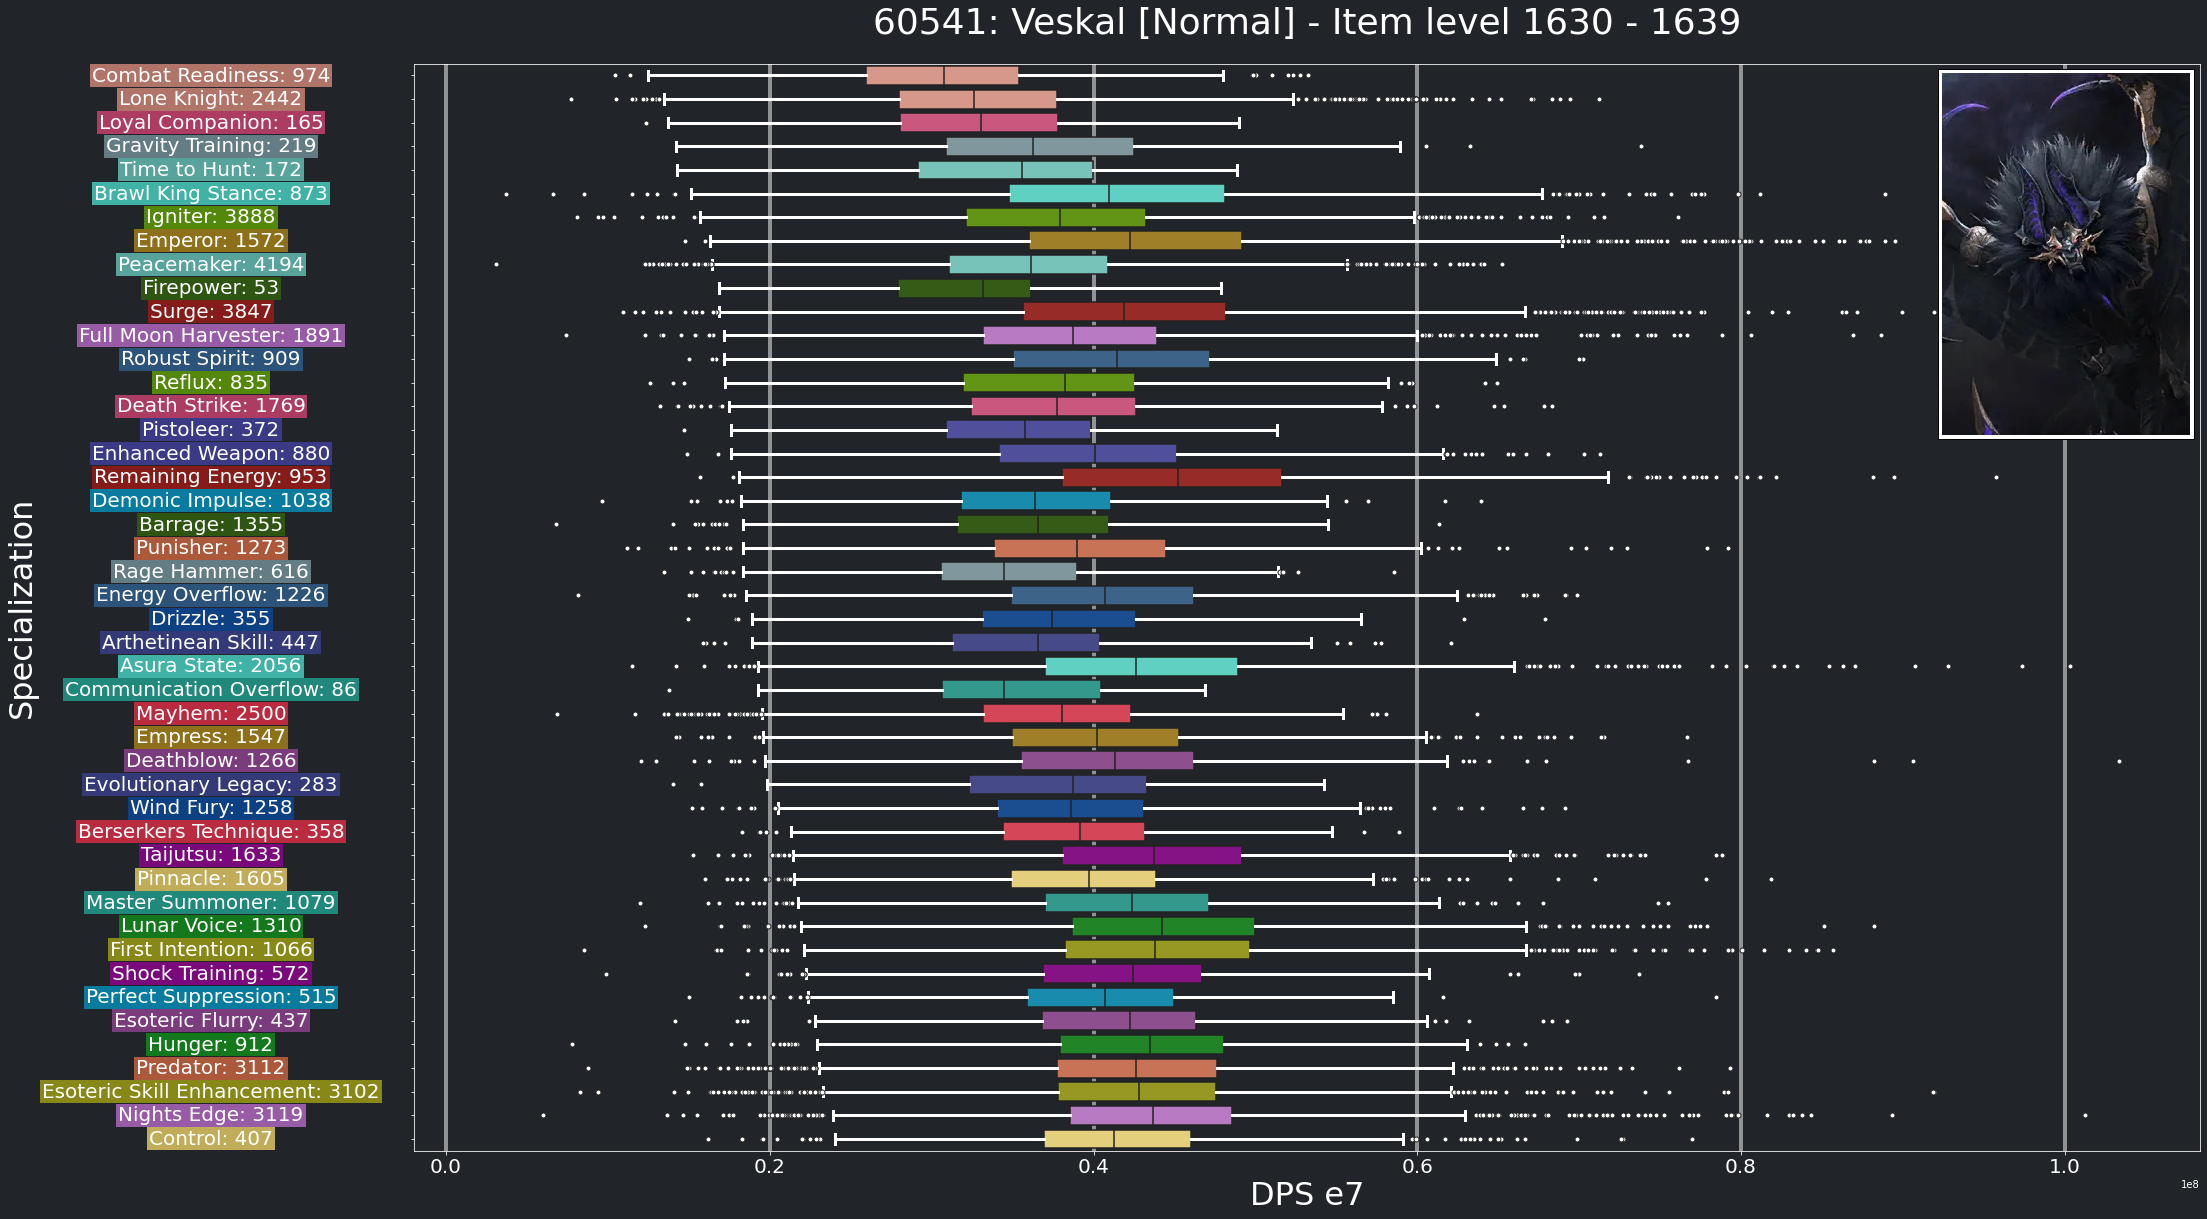 60541: Veskal [Normal] - Item level 1630 - 1639
Combat Readiness: 974
Lone Knight: 2442
Loyal Companion: 165
Gravity Training: 219
Time to Hunt: 172
Brawl King Stance: 873
Igniter: 3888
Emperor: 1572
Peacemaker: 4194
Firepower: 53
Surge: 3847
Full Moon Harvester: 1891
Robust Spirit: 909
Reflux: 835
Death Strike: 1769
Pistoleer: 372
Enhanced Weapon: 880
Remaining Energy: 953
Demonic Impulse: 1038
Barrage: 1355
Punisher: 1273
Rage Hammer: 616
Energy Overflow: 1226
Drizzle: 355
Arthetinean Skill: 447
Asura State: 2056
Communication Overflow: 86
Mayhem: 2500
Empress: 1547
Deathblow: 1266
Evolutionary Legacy: 283
Wind Fury: 1258
Berserkers Technique: 358
Taijutsu: 1633
Pinnacle: 1605
Master Summoner: 1079
Lunar Voice: 1310
First Intention: 1066
Shock Training: 572
Perfect Suppression: 515
Esoteric Flurry: 437
Hunger: 912
Predator: 3112
Esoteric Skill Enhancement: 3102
Nights Edge: 3119
Control: 407
Specialization
0.0 0.2 0.4 0.6 0.8 1.0
DPS e7
1e8